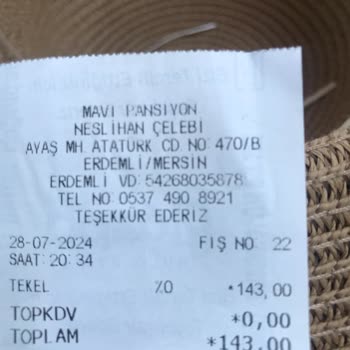 MAVİ PANSİYON
NESLİHAN ÇELEBİ
AYAŞ MH. ATATÜRK CD. NO: 470/B
ERDEMLİ/MERSİN
ERDEMLİ VD: 54268035878
TEL NO: 0537 490 8921
TEŞEKKÜR EDERİZ
28-07-2024 FİŞ NO: 22
SAAT: 20:34
TEKEL %0 *143,00
TOPKDV *0,00
TOPLAM *143,00